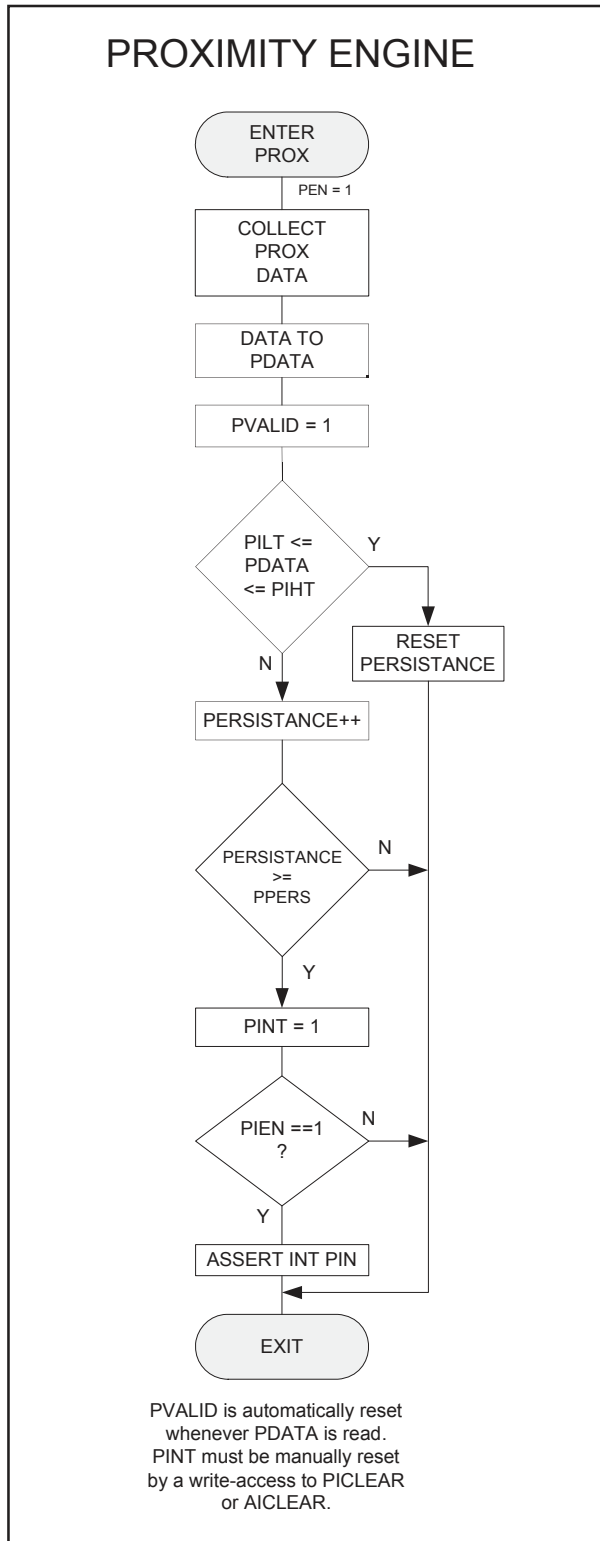 PROXIMITY ENGINE
ENTER
PROX
PEN = 1
COLLECT
PROX
DATA
DATA TO
PDATA
PVALID = 1
PILT <=
PDATA
<= PIHT
Y
RESET
PERSISTANCE
N
PERSISTANCE++
PERSISTANCE
>=
PPERS
N
Y
PINT = 1
PIEN ==1
?
N
Y
ASSERT INT PIN
EXIT
PVALID is automatically reset
whenever PDATA is read.
PINT must be manually reset
by a write-access to PICLEAR
or AICLEAR.